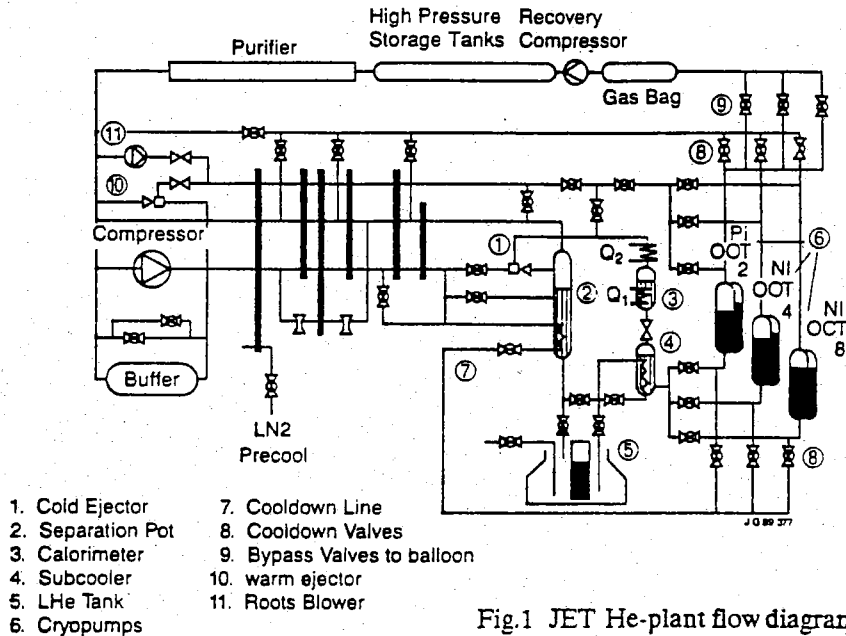 High Pressure Recovery
Purifier Storage Tanks Compressor
Gas Bag
9
11
8
10
Compressor
1
Q₂
Pi
OOT
2
6
2
Q₁
3
NI
OOT
4
NI
OCT
8
4
7
Buffer
LN2
Precool
5
8
J G 89 377
1. Cold Ejector
2. Separation Pot
3. Calorimeter
4. Subcooler
5. LHe Tank
6. Cryopumps
7. Cooldown Line
8. Cooldown Valves
9. Bypass Valves to balloon
10. warm ejector
11. Roots Blower
Fig.1 JET He-plant flow diagram